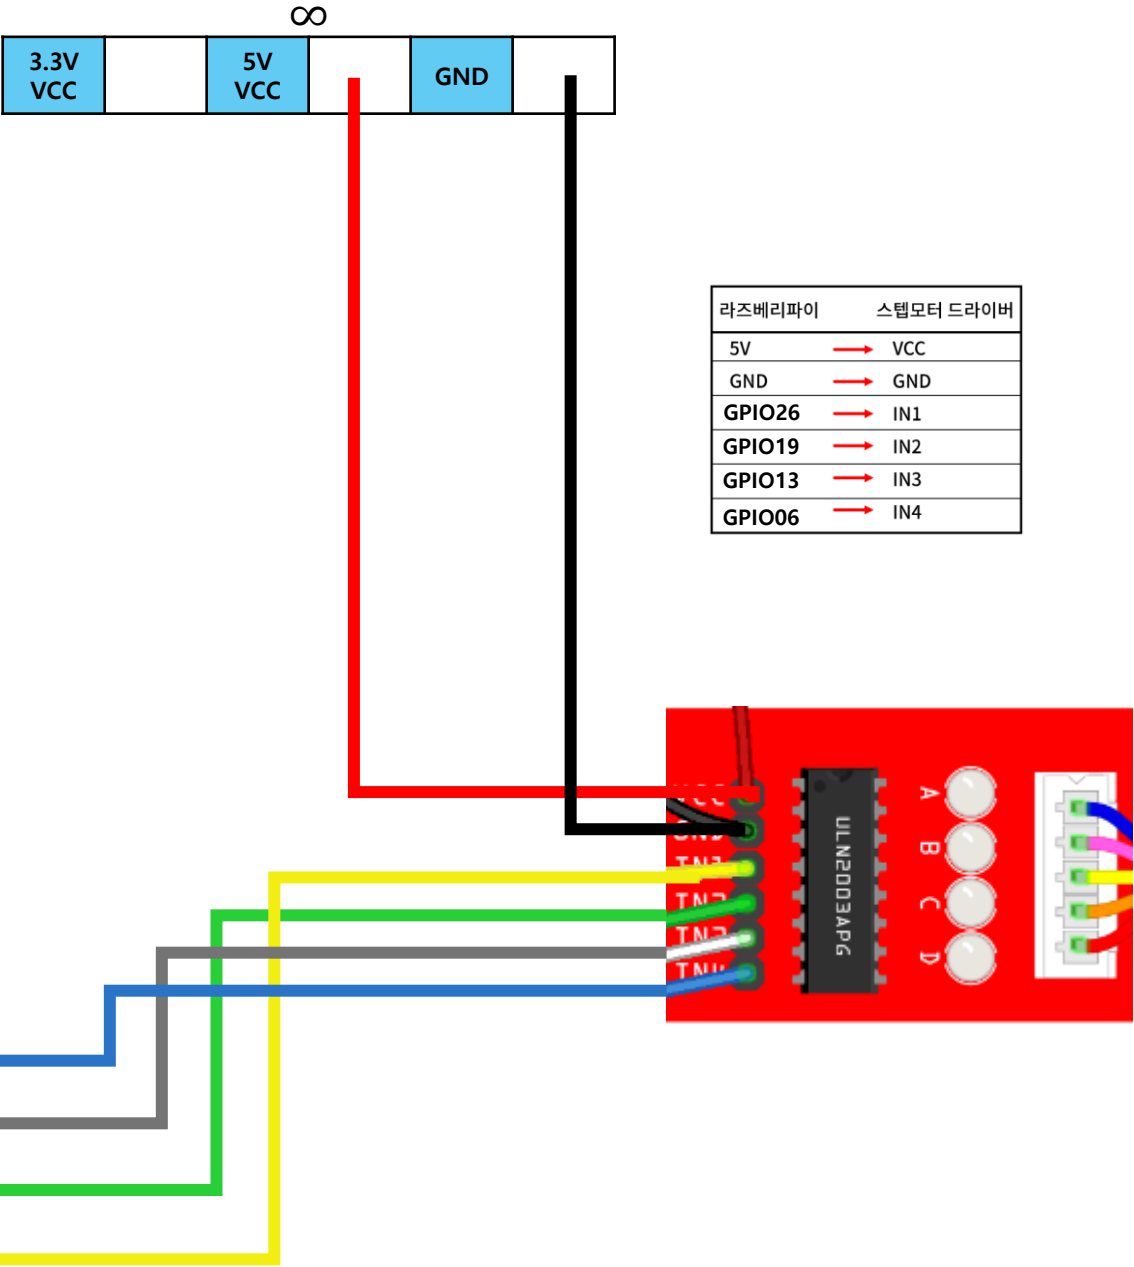 ∞
3.3V
VCC
5V
VCC
GND
라즈베리파이 스텝모터 드라이버
5V → VCC
GND → GND
GPIO26 → IN1
GPIO19 → IN2
GPIO13 → IN3
GPIO06 → IN4
ULN2003APG
A
B
C
D